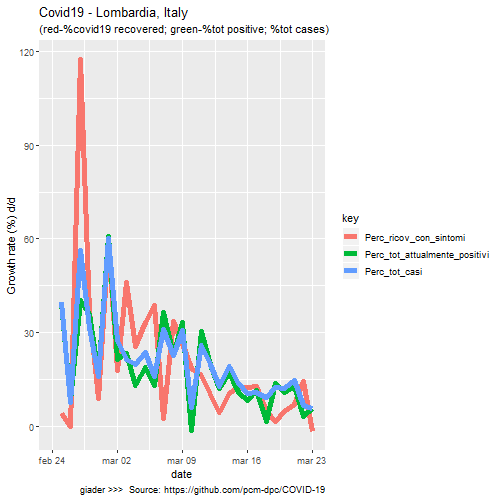 Covid19 - Lombardia, Italy
(red-%covid19 recovered; green-%tot positive; %tot cases)
120
90
60
30
0
Growth rate (%) d/d
feb 24
mar 02
mar 09
mar 16
mar 23
date
key
Perc_ricov_con_sintomi
Perc_tot_attualmente_positivi
Perc_tot_casi
giader >>> Source: https://github.com/pcm-dpc/COVID-19